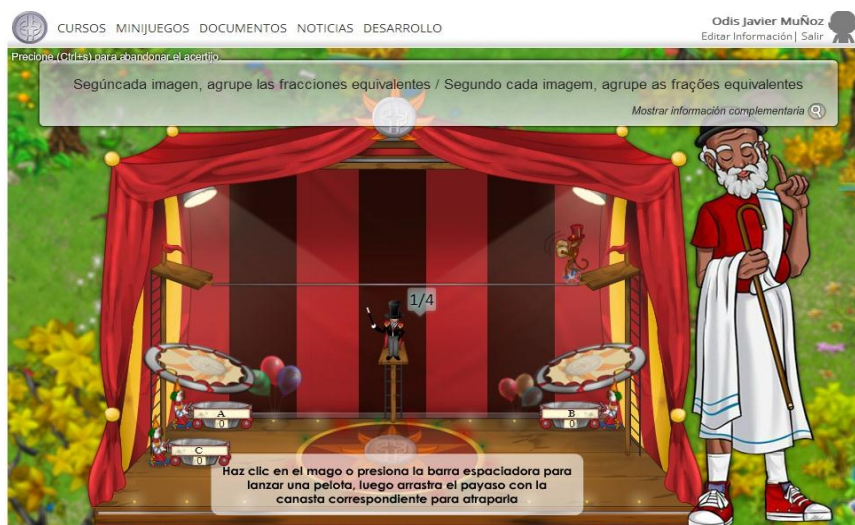 CURSOS MINIJUEGOS DOCUMENTOS NOTICIAS DESARROLLO
Odis Javier MuÑoz
Editar Información| Salir
Precione (Ctrl+s) para abandonar el acertijo.
Segúncada imagen, agrupe las fracciones equivalentes / Segundo cada imagem, agrupe as frações equivalentes
Mostrar información complementaria
1/4
A
0
B
0
C
0
Haz clic en el mago o presiona la barra espaciadora para
lanzar una pelota, luego arrastra el payaso con la
canasta correspondiente para atraparla